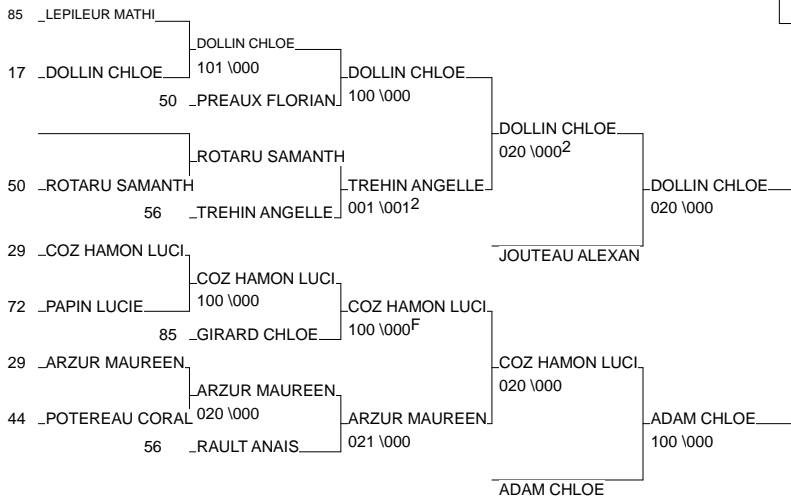 85 LEPILEUR MATHI
DOLLIN CHLOE
101 \000
17 DOLLIN CHLOE
DOLLIN CHLOE
100 \000
50 PREAUX FLORIAN
DOLLIN CHLOE
020 \000²
ROTARU SAMANTH
50 ROTARU SAMANTH
TREHIN ANGELLE
001 \001²
56 TREHIN ANGELLE
DOLLIN CHLOE
020 \000
JOUTEAU ALEXAN
29 COZ HAMON LUCI
COZ HAMON LUCI
100 \000
72 PAPIN LUCIE
COZ HAMON LUCI
100 \000F
85 GIRARD CHLOE
COZ HAMON LUCI
020 \000
29 ARZUR MAUREEN
ARZUR MAUREEN
020 \000
44 POTEREAU CORAL
ARZUR MAUREEN
021 \000
56 RAULT ANAIS
ADAM CHLOE
100 \000
ADAM CHLOE